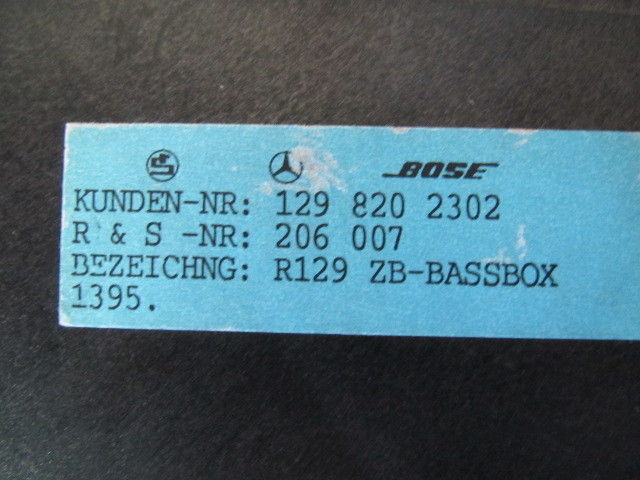 BOSE
KUNDEN-NR: 129 820 2302
R & S -NR: 206 007
BEZEICHNG: R129 ZB-BASSBOX
1395.